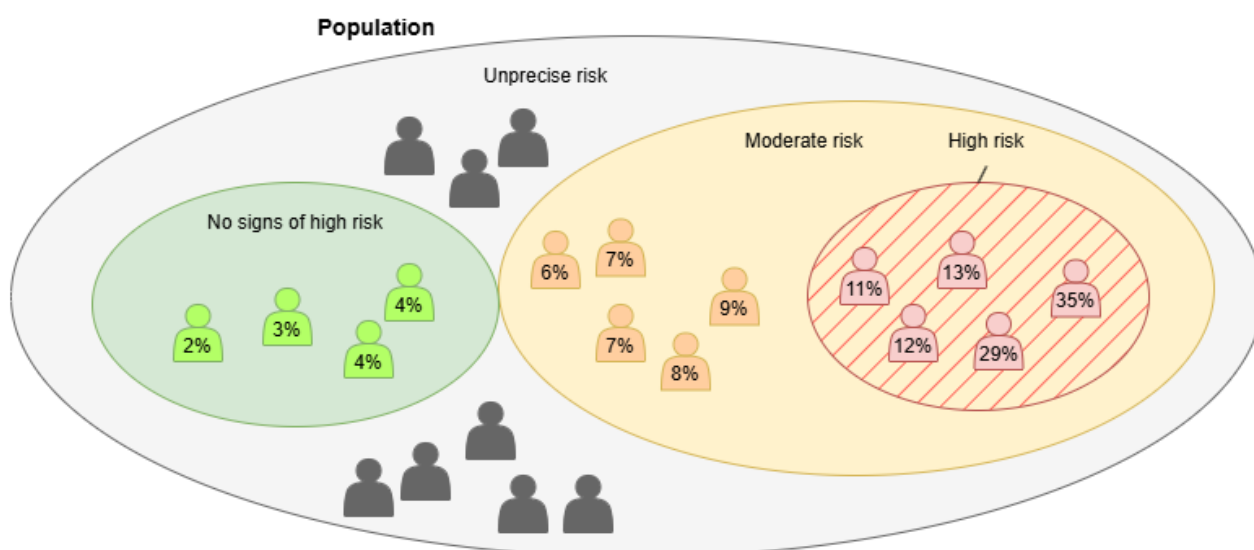 Population
Unprecise risk
Moderate risk
High risk
No signs of high risk
2%
3%
4%
4%
6%
7%
7%
8%
9%
11%
13%
12%
29%
35%